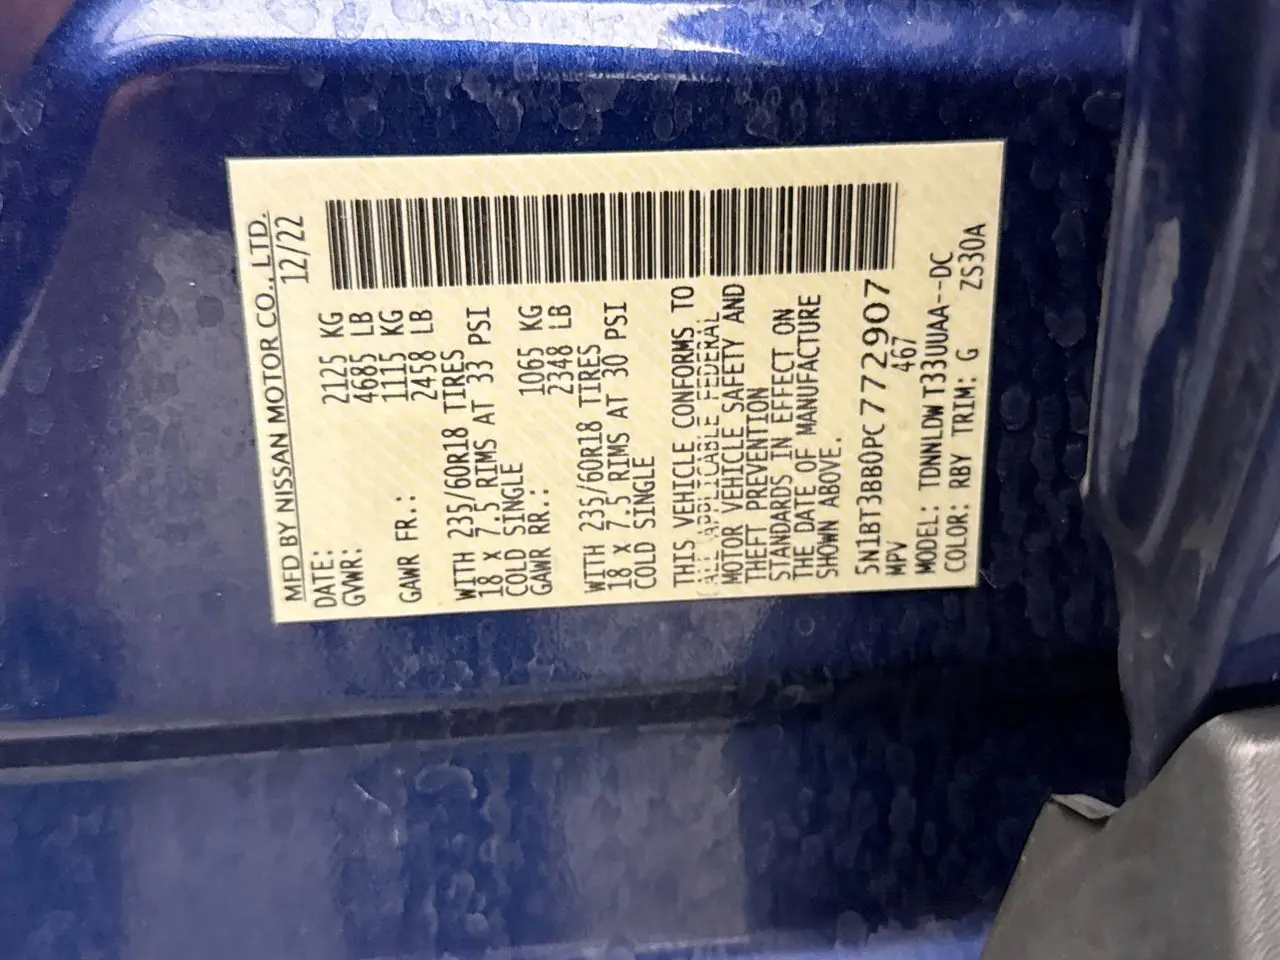 MFD BY NISSAN MOTOR CO., LTD.
DATE: 12/22
GVWR: 2125 KG
4685 LB
GAWR FR.: 1115 KG
2458 LB
WITH 235/60R18 TIRES
18 X 7.5 RIMS AT 33 PSI
COLD SINGLE
GAWR RR.: 1065 KG
2348 LB
WITH 235/60R18 TIRES
18 X 7.5 RIMS AT 30 PSI
COLD SINGLE
THIS VEHICLE CONFORMS TO
ALL APPLICABLE FEDERAL
MOTOR VEHICLE SAFETY AND
THEFT PREVENTION
STANDARDS IN EFFECT ON
THE DATE OF MANUFACTURE
SHOWN ABOVE.
5N1BT3BB0PC772907
MPV 467
MODEL: TDNNLDW T33UUAA--DC
COLOR: RBY TRIM: G ZS30A